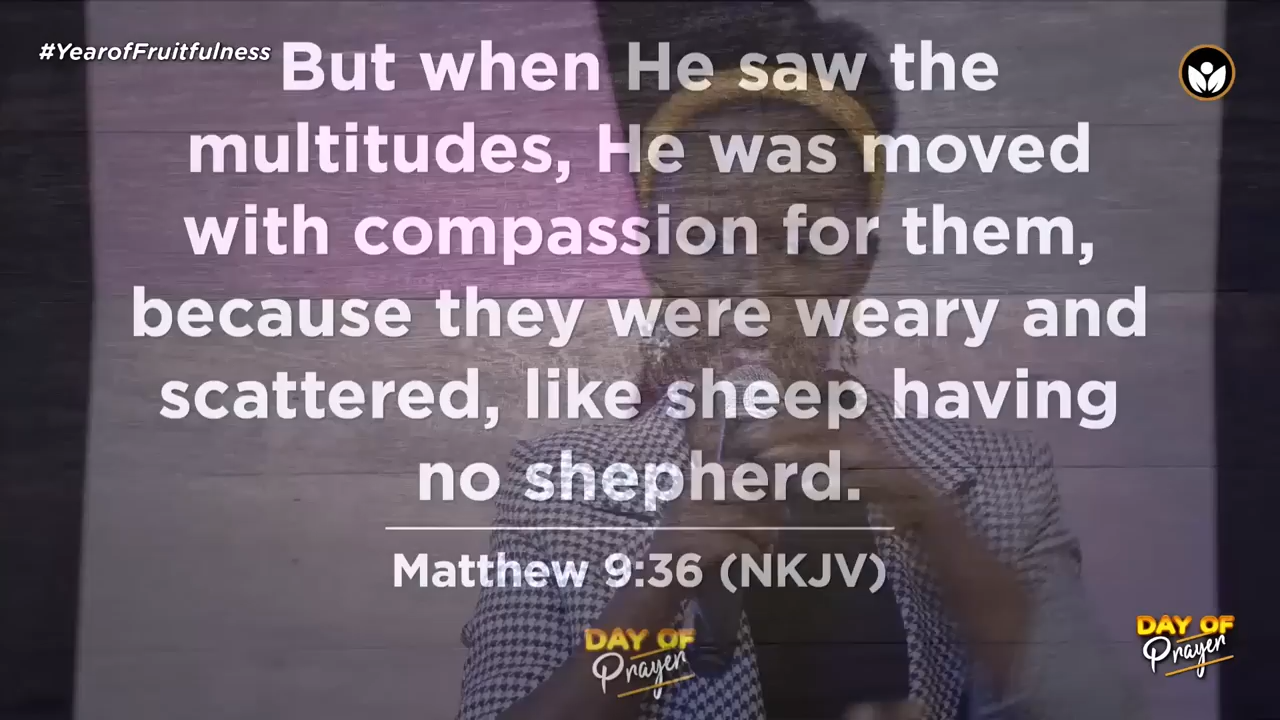 #YearofFruitfulness
But when He saw the
multitudes, He was moved
with compassion for them,
because they were weary and
scattered, like sheep having
no shepherd.
Matthew 9:36 (NKJV)
DAY OF
Prayer
DAY OF
Prayer